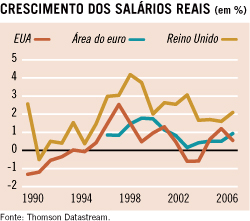 CRESCIMENTO DOS SALÁRIOS REAIS (em %)
EUA Área do euro Reino Unido
5
4
3
2
1
0
-1
-2
1990 1994 1998 2002 2006
Fonte: Thomson Datastream.